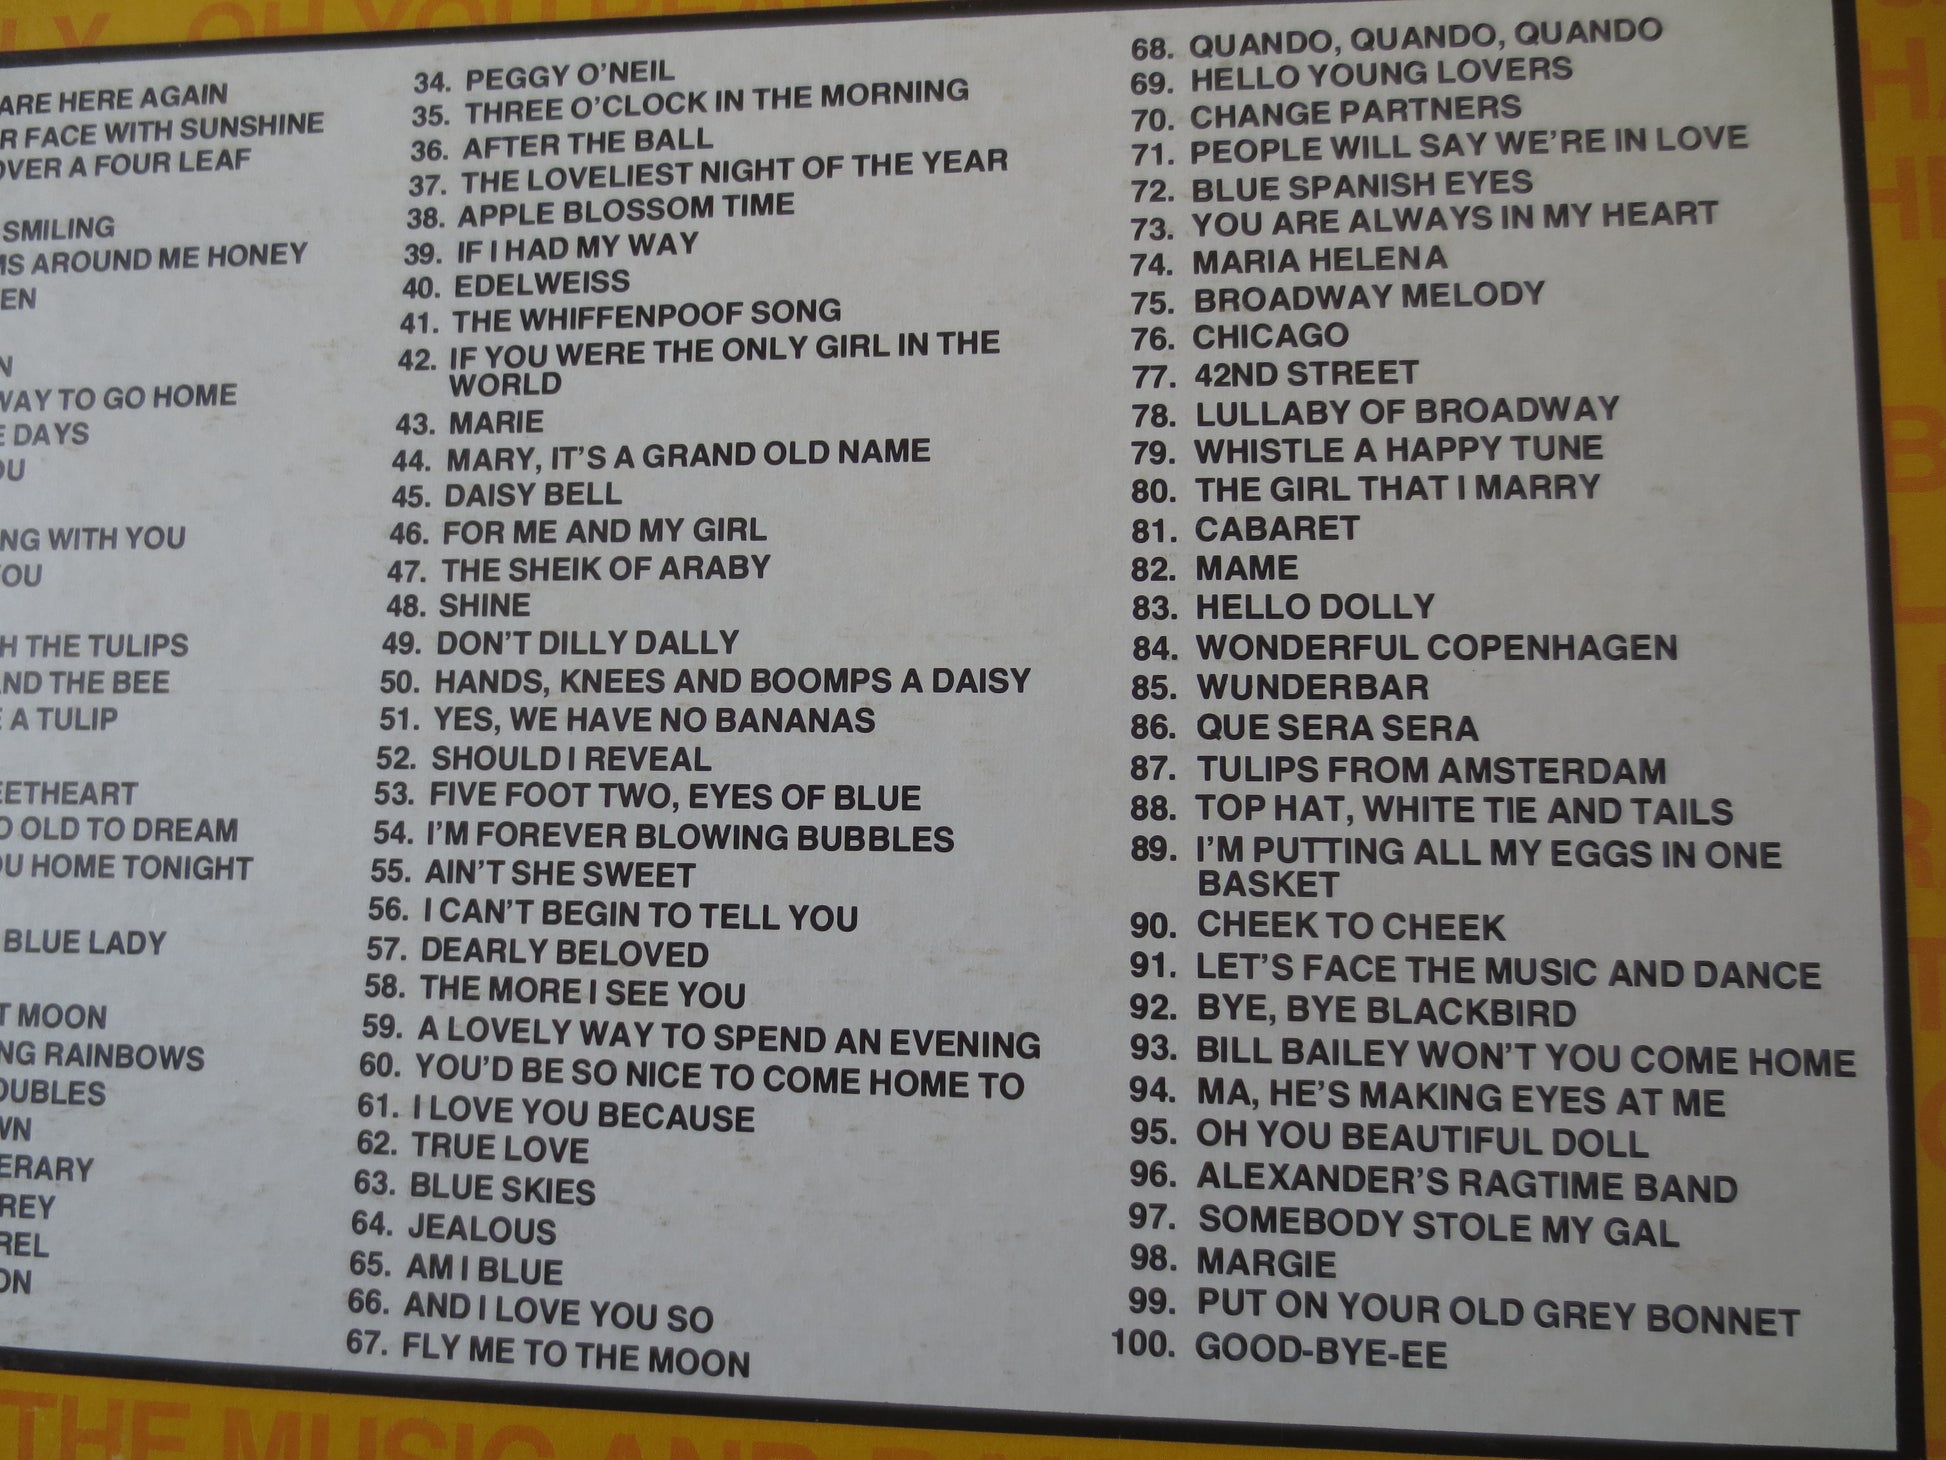 ARE HERE AGAIN
FACE WITH SUNSHINE
A FOUR LEAF
SMILING
AROUND ME HONEY
TO GO HOME
DAYS
WITH YOU
THE TULIPS
THE BEE
A TULIP
OLD TO DREAM
HOME TONIGHT
BLUE LADY
MOON
RAINBOWS
34. PEGGY O'NEIL
35. THREE O'CLOCK IN THE MORNING
36. AFTER THE BALL
37. THE LOVELIEST NIGHT OF THE YEAR
38. APPLE BLOSSOM TIME
39. IF I HAD MY WAY
40. EDELWEISS
41. THE WHIFFENPOOF SONG
42. IF YOU WERE THE ONLY GIRL IN THE
WORLD
43. MARIE
44. MARY, IT'S A GRAND OLD NAME
45. DAISY BELL
46. FOR ME AND MY GIRL
47. THE SHEIK OF ARABY
48. SHINE
49. DON'T DILLY DALLY
50. HANDS, KNEES AND BOOMPS A DAISY
51. YES, WE HAVE NO BANANAS
52. SHOULD I REVEAL
53. FIVE FOOT TWO, EYES OF BLUE
54. I'M FOREVER BLOWING BUBBLES
55. AIN'T SHE SWEET
56. I CAN'T BEGIN TO TELL YOU
57. DEARLY BELOVED
58. THE MORE I SEE YOU
59. A LOVELY WAY TO SPEND AN EVENING
60. YOU'D BE SO NICE TO COME HOME TO
61. I LOVE YOU BECAUSE
62. TRUE LOVE
63. BLUE SKIES
64. JEALOUS
65. AM I BLUE
66. AND I LOVE YOU SO
67. FLY ME TO THE MOON
68. QUANDO, QUANDO, QUANDO
69. HELLO YOUNG LOVERS
70. CHANGE PARTNERS
71. PEOPLE WILL SAY WE'RE IN LOVE
72. BLUE SPANISH EYES
73. YOU ARE ALWAYS IN MY HEART
74. MARIA HELENA
75. BROADWAY MELODY
76. CHICAGO
77. 42ND STREET
78. LULLABY OF BROADWAY
79. WHISTLE A HAPPY TUNE
80. THE GIRL THAT I MARRY
81. CABARET
82. MAME
83. HELLO DOLLY
84. WONDERFUL COPENHAGEN
85. WUNDERBAR
86. QUE SERA SERA
87. TULIPS FROM AMSTERDAM
88. TOP HAT, WHITE TIE AND TAILS
89. I'M PUTTING ALL MY EGGS IN ONE
BASKET
90. CHEEK TO CHEEK
91. LET'S FACE THE MUSIC AND DANCE
92. BYE, BYE BLACKBIRD
93. BILL BAILEY WON'T YOU COME HOME
94. MA, HE'S MAKING EYES AT ME
95. OH YOU BEAUTIFUL DOLL
96. ALEXANDER'S RAGTIME BAND
97. SOMEBODY STOLE MY GAL
98. MARGIE
99. PUT ON YOUR OLD GREY BONNET
100. GOOD-BYE-EE
THE MUSIC AND